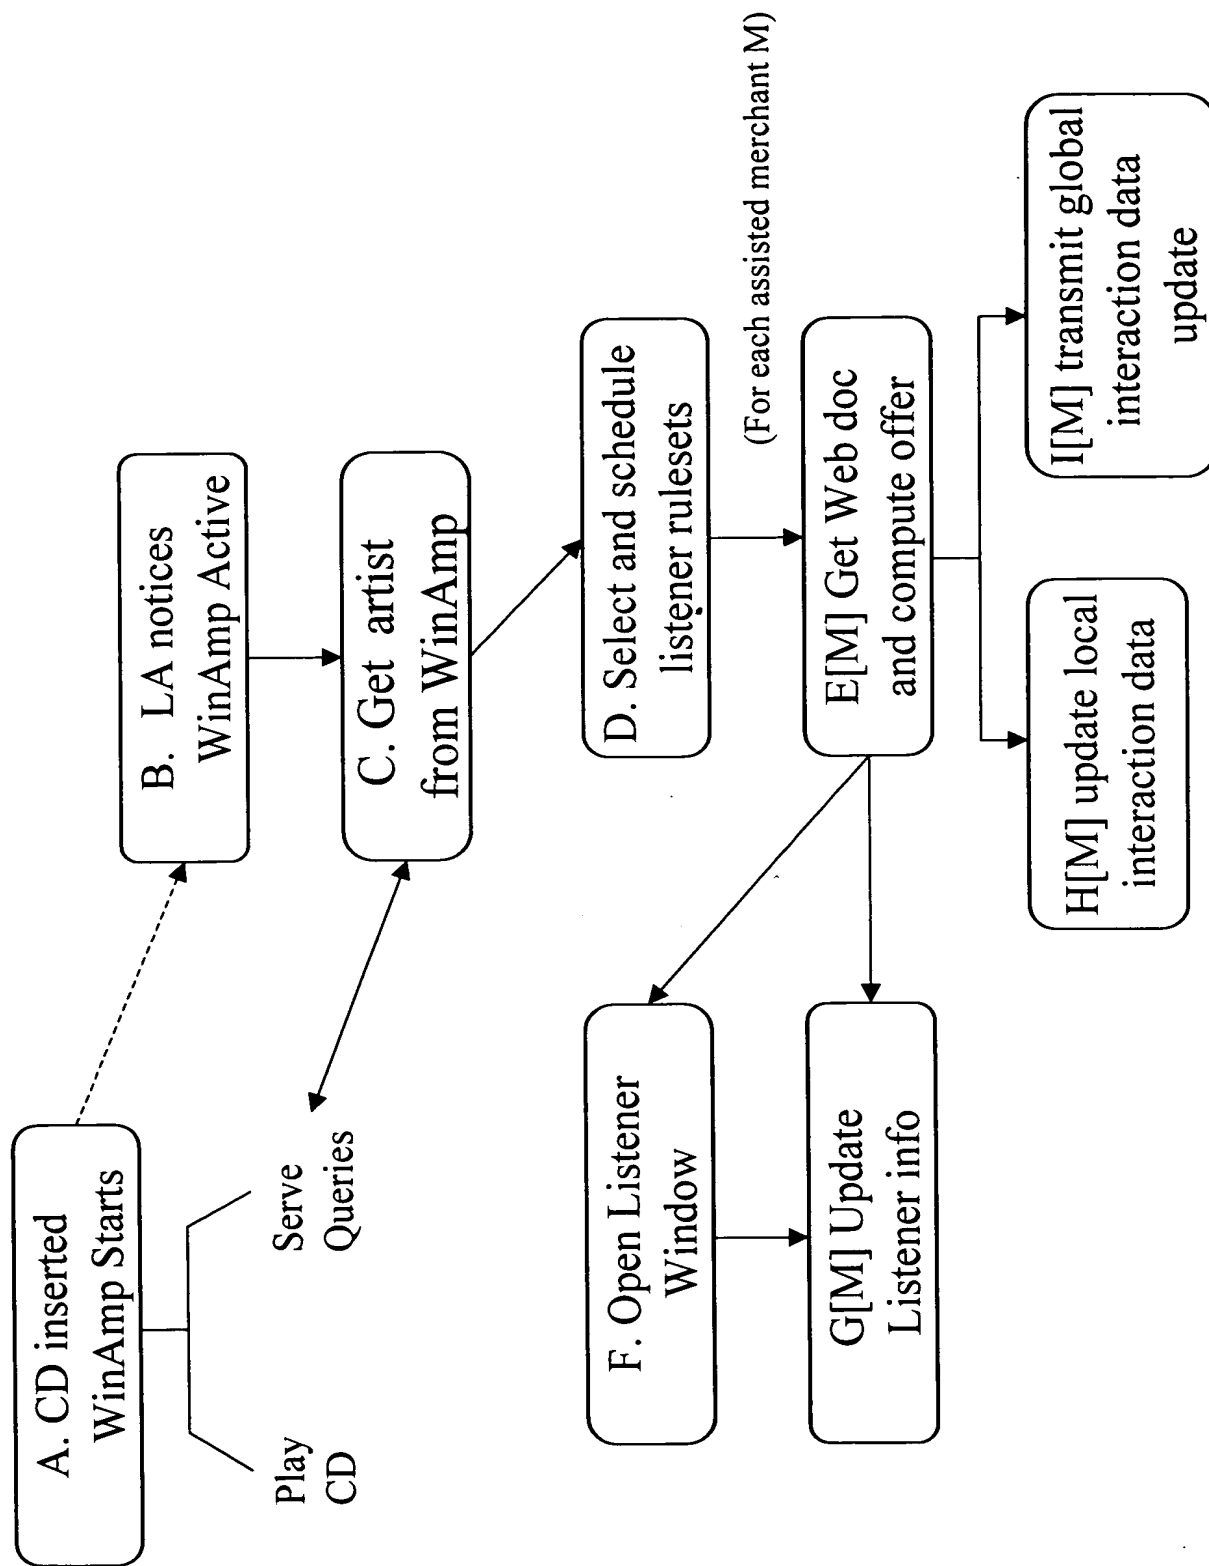 A. CD inserted
WinAmp Starts
Play
CD
Serve
Queries
B. LA notices
WinAmp Active
C. Get artist
from WinAmp
D. Select and schedule
listener rulesets
(For each assisted merchant M)
E[M] Get Web doc
and compute offer
F. Open Listener
Window
G[M] Update
Listener info
H[M] update local
interaction data
I[M] transmit global
interaction data
update